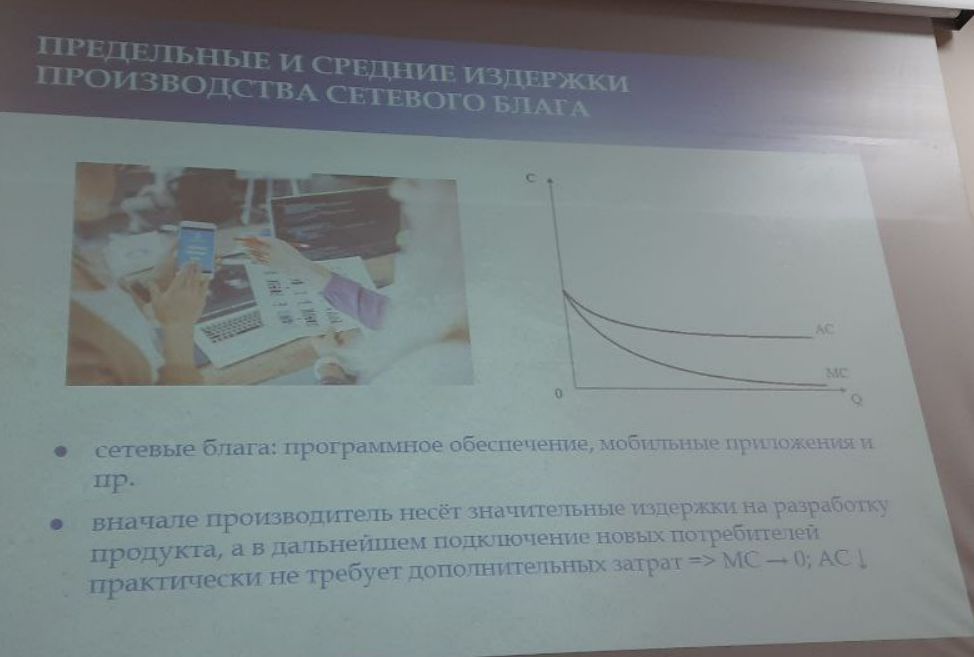 ПРЕДЕЛЬНЫЕ И СРЕДНИЕ ИЗДЕРЖКИ
ПРОИЗВОДСТВА СЕТЕВОГО БЛАГА
C
AC
MC
0
Q
● сетевые блага: программное обеспечение, мобильные приложения и
пр.
● вначале производитель несёт значительные издержки на разработку
продукта, а в дальнейшем подключение новых потребителей
практически не требует дополнительных затрат => MC → 0; AC ↓